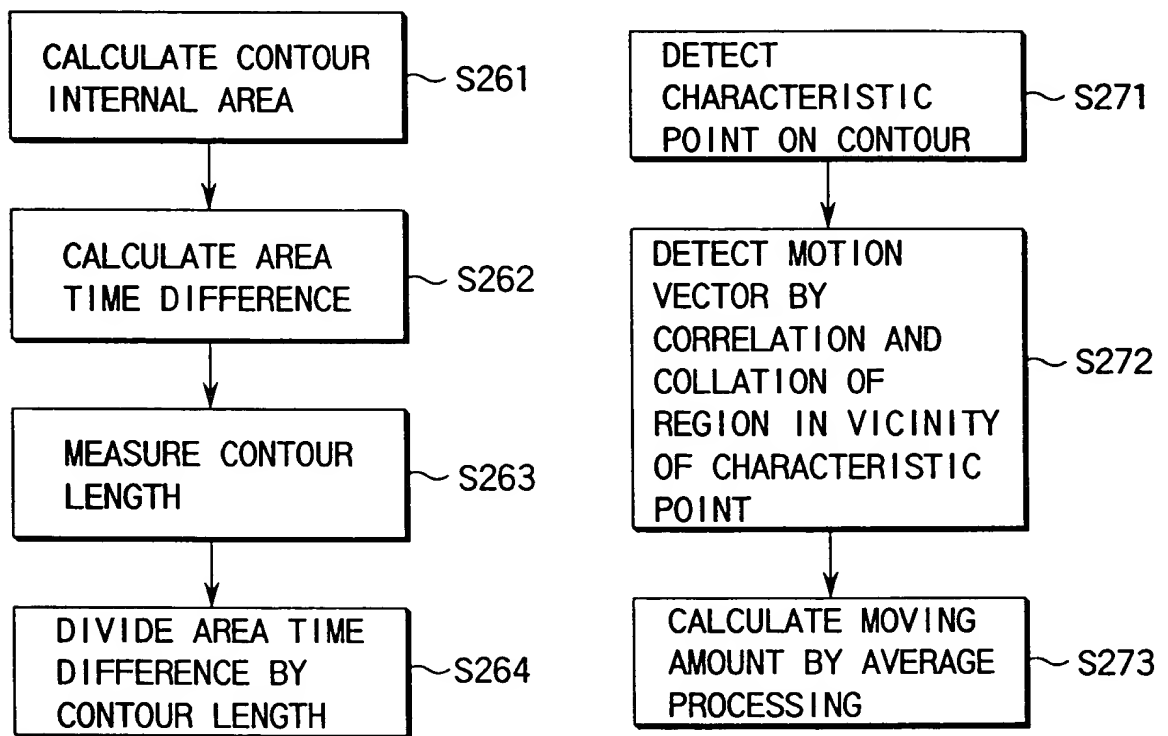 CALCULATE CONTOUR
INTERNAL AREA
S261
CALCULATE AREA
TIME DIFFERENCE
S262
MEASURE CONTOUR
LENGTH
S263
DIVIDE AREA TIME
DIFFERENCE BY
CONTOUR LENGTH
S264
DETECT
CHARACTERISTIC
POINT ON CONTOUR
S271
DETECT MOTION
VECTOR BY
CORRELATION AND
COLLATION OF
REGION IN VICINITY
OF CHARACTERISTIC
POINT
S272
CALCULATE MOVING
AMOUNT BY AVERAGE
PROCESSING
S273